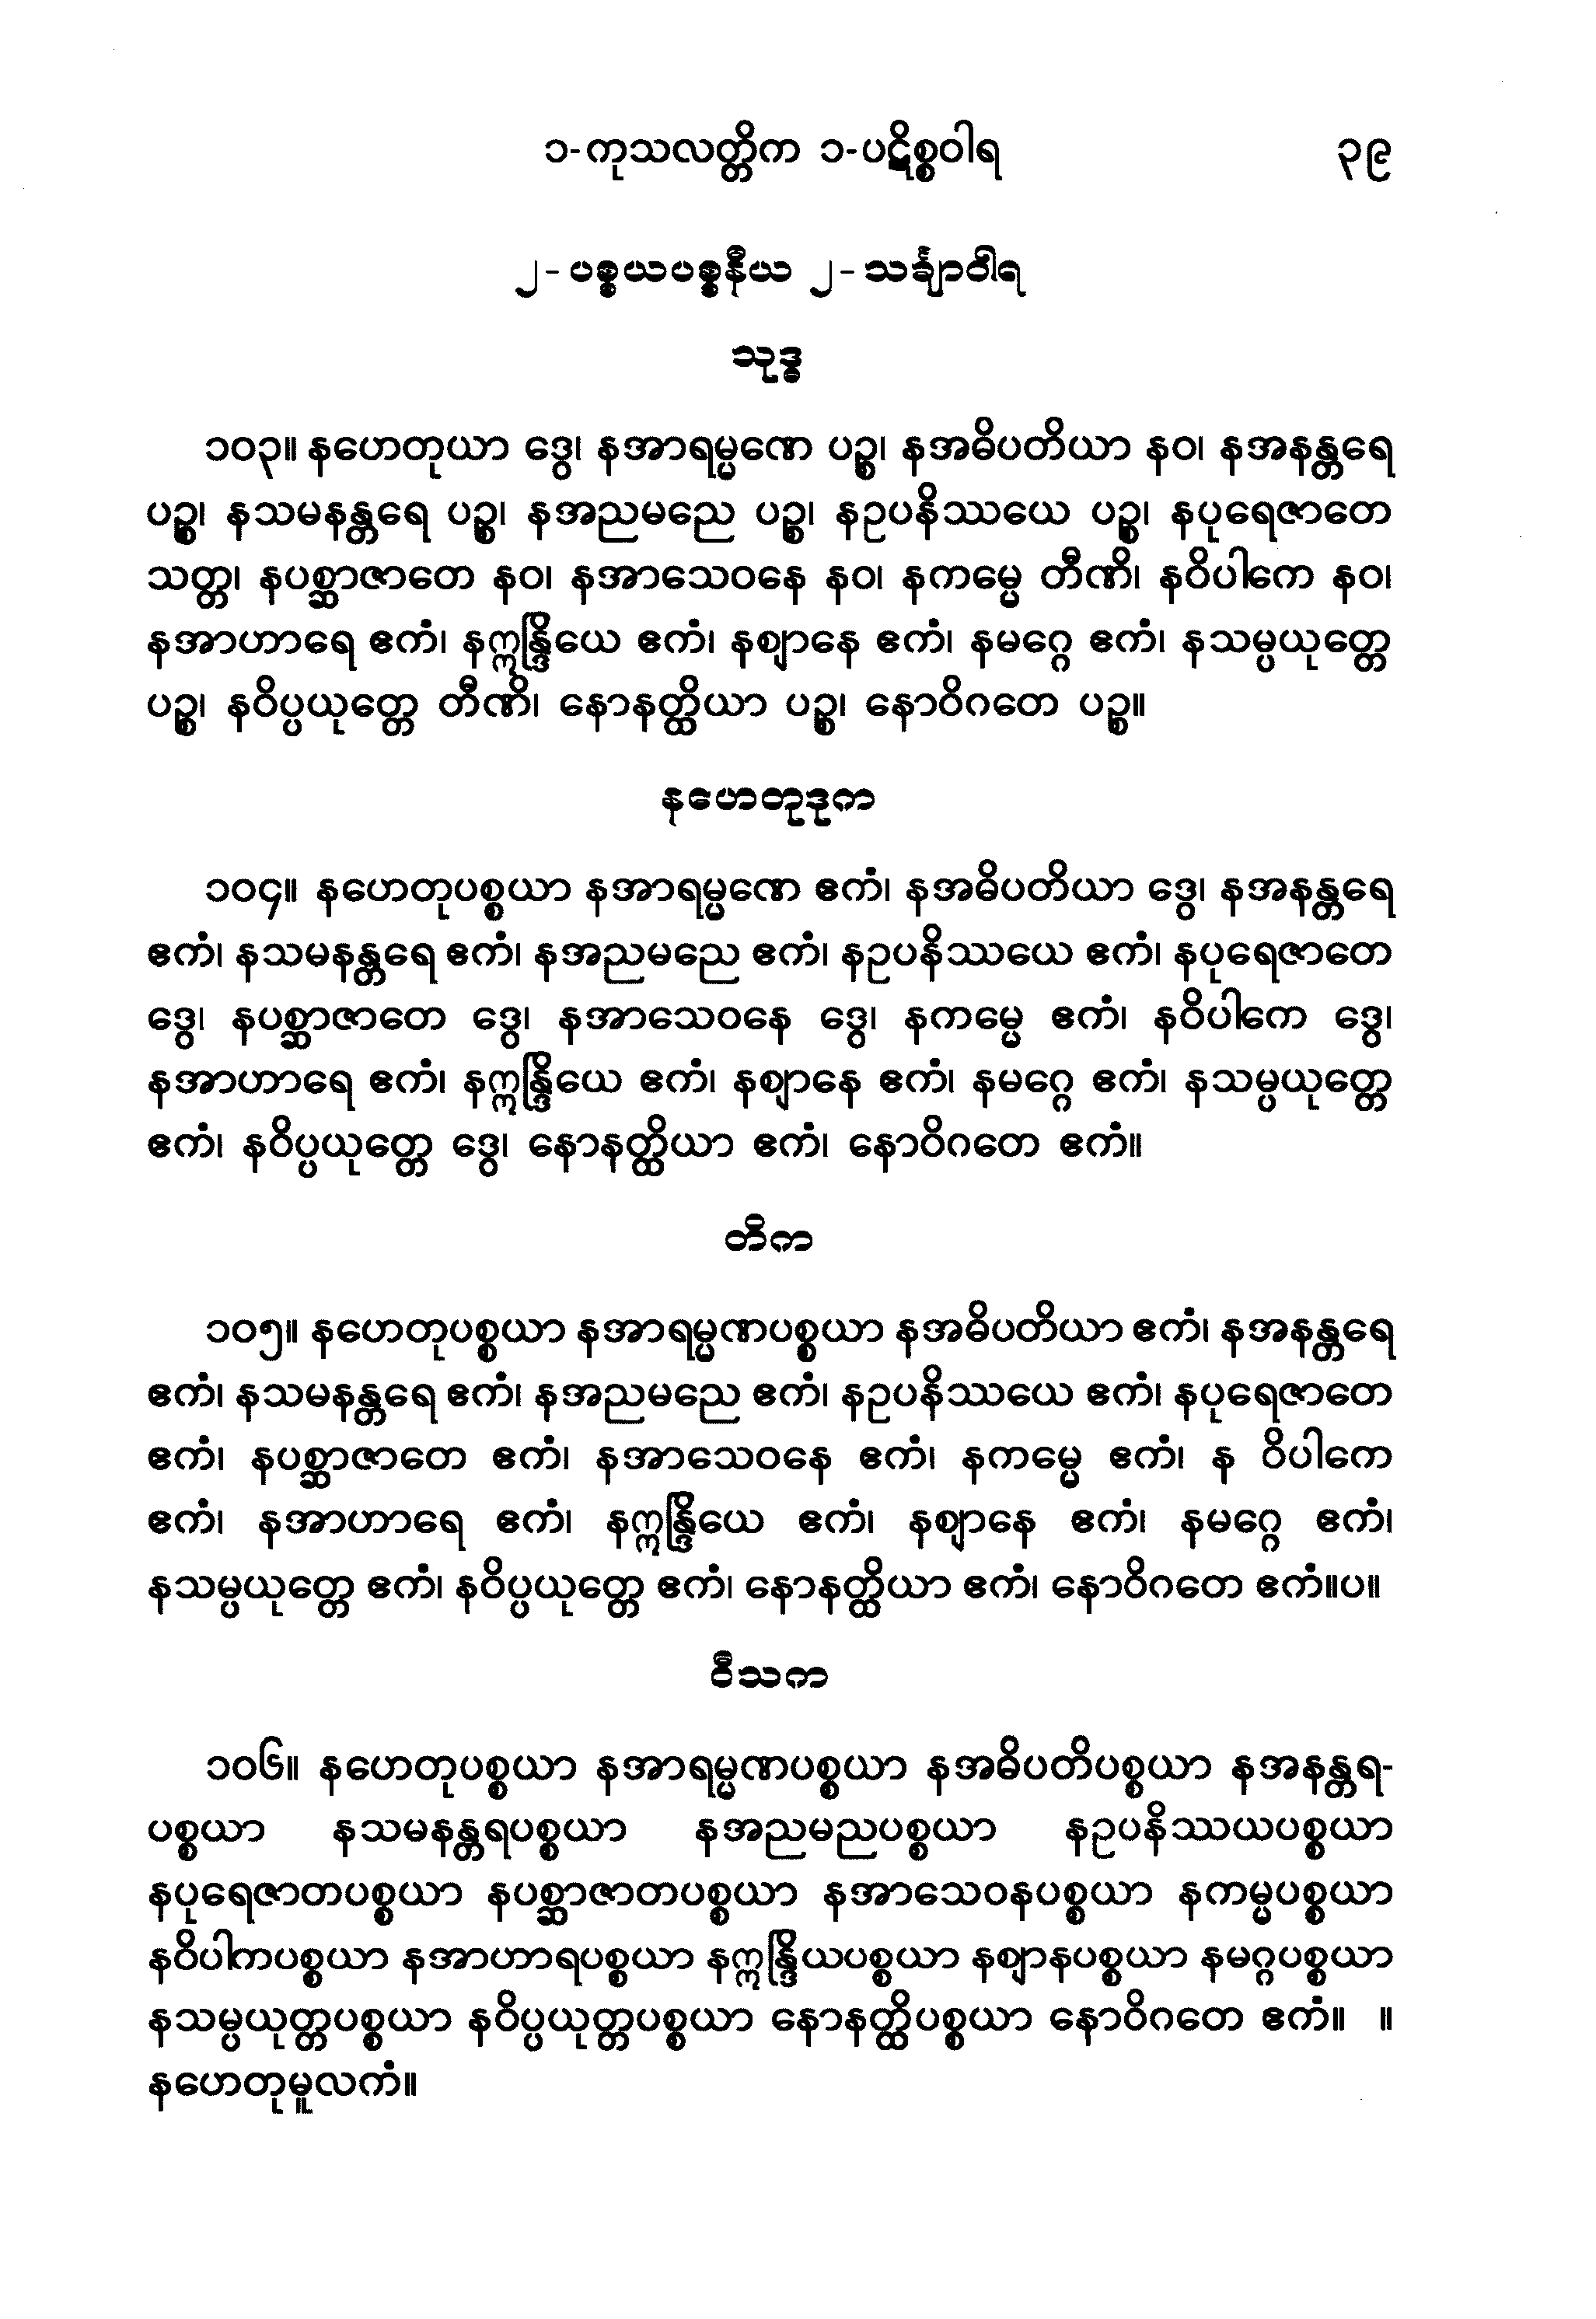 ၁-ကုသလတ္တိက ၁-ပဋိစ္စဝါရ ၃၉
၂-ပစ္စယပစ္စနီယ ၂-သင်္ချာဝါရ
သုဒ္ဓ
၁၀၃။ နဟေတုယာ ဒွေ၊ နအာရမ္မဏေ ပဉ္စ၊ နအဓိပတိယာ နဝ၊ နအနန္တရေ
ပဉ္စ၊ နသမနန္တရေ ပဉ္စ၊ နအညမညေ ပဉ္စ၊ နဥပနိဿယေ ပဉ္စ၊ နပုရေဇာတေ
သတ္တ၊ နပစ္ဆာဇာတေ နဝ၊ နအာသေဝနေ နဝ၊ နကမ္မေ တီဏိ၊ နဝိပါကေ နဝ၊
နအာဟာရေ ဧကံ၊ နဣန္ဒြိယေ ဧကံ၊ နဈာနေ ဧကံ၊ နမဂ္ဂေ ဧကံ၊ နသမ္ပယုတ္တေ
ပဉ္စ၊ နဝိပ္ပယုတ္တေ တီဏိ၊ နောနတ္ထိယာ ပဉ္စ၊ နောဝိဂတေ ပဉ္စ။
နဟေတုဒုက
၁၀၄။ နဟေတုပစ္စယာ နအာရမ္မဏေ ဧကံ၊ နအဓိပတိယာ ဒွေ၊ နအနန္တရေ
ဧကံ၊ နသမနန္တရေ ဧကံ၊ နအညမညေ ဧကံ၊ နဥပနိဿယေ ဧကံ၊ နပုရေဇာတေ
ဒွေ၊ နပစ္ဆာဇာတေ ဒွေ၊ နအာသေဝနေ ဒွေ၊ နကမ္မေ ဧကံ၊ နဝိပါကေ ဒွေ၊
နအာဟာရေ ဧကံ၊ နဣန္ဒြိယေ ဧကံ၊ နဈာနေ ဧကံ၊ နမဂ္ဂေ ဧကံ၊ နသမ္ပယုတ္တေ
ဧကံ၊ နဝိပ္ပယုတ္တေ ဒွေ၊ နောနတ္ထိယာ ဧကံ၊ နောဝိဂတေ ဧကံ။
တိက
၁၀၅။ နဟေတုပစ္စယာ နအာရမ္မဏပစ္စယာ နအဓိပတိယာ ဧကံ၊ နအနန္တရေ
ဧကံ၊ နသမနန္တရေ ဧကံ၊ နအညမညေ ဧကံ၊ နဥပနိဿယေ ဧကံ၊ နပုရေဇာတေ
ဧကံ၊ နပစ္ဆာဇာတေ ဧကံ၊ နအာသေဝနေ ဧကံ၊ နကမ္မေ ဧကံ၊ န ဝိပါကေ
ဧကံ၊ နအာဟာရေ ဧကံ၊ နဣန္ဒြိယေ ဧကံ၊ နဈာနေ ဧကံ၊ နမဂ္ဂေ ဧကံ၊
နသမ္ပယုတ္တေ ဧကံ၊ နဝိပ္ပယုတ္တေ ဧကံ၊ နောနတ္ထိယာ ဧကံ၊ နောဝိဂတေ ဧကံ။ပ။
ဝီသက
၁၀၆။ နဟေတုပစ္စယာ နအာရမ္မဏပစ္စယာ နအဓိပတိပစ္စယာ နအနန္တရ-
ပစ္စယာ နသမနန္တရပစ္စယာ နအညမညပစ္စယာ နဥပနိဿယပစ္စယာ
နပုရေဇာတပစ္စယာ နပစ္ဆာဇာတပစ္စယာ နအာသေဝနပစ္စယာ နကမ္မပစ္စယာ
နဝိပါကပစ္စယာ နအာဟာရပစ္စယာ နဣန္ဒြိယပစ္စယာ နဈာနပစ္စယာ နမဂ္ဂပစ္စယာ
နသမ္ပယုတ္တပစ္စယာ နဝိပ္ပယုတ္တပစ္စယာ နောနတ္ထိပစ္စယာ နောဝိဂတေ ဧကံ။ ။
နဟေတုမူလကံ။